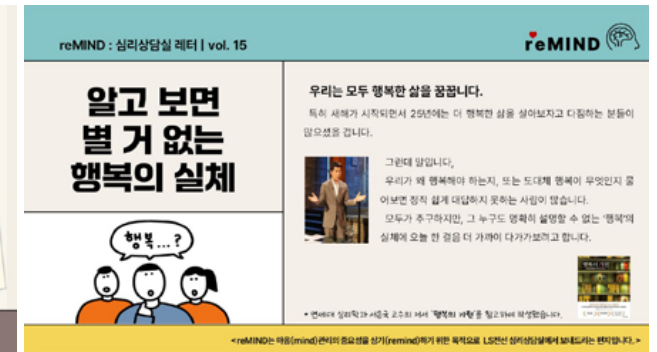 reMIND : 심리상담실 레터 | vol. 15
reMIND
알고 보면
별 거 없는
행복의 실체
행복...?
우리는 모두 행복한 삶을 꿈꿉니다.
특히 새해가 시작되면서 25년에는 더 행복한 삶을 살아보자고 다짐하는 분들이
많으셨을 겁니다.
그런데 말입니다,
우리가 왜 행복해야 하는지, 또는 도대체 행복이 무엇인지 물
어보면 정작 쉽게 대답하지 못하는 사람이 많습니다.
모두가 추구하지만, 그 누구도 명확히 설명할 수 없는 '행복'의
실체에 오늘 한 걸음 더 가까이 다가가보려고 합니다.
행복의 기원
* 연세대 심리학과 서은국 교수의 저서 '행복의 기원'을 참고하여 작성했습니다.
<reMIND는 마음(mind)관리의 중요성을 상기(remind)하기 위한 목적으로 LS전선 심리상담실에서 보내드리는 편지입니다.>